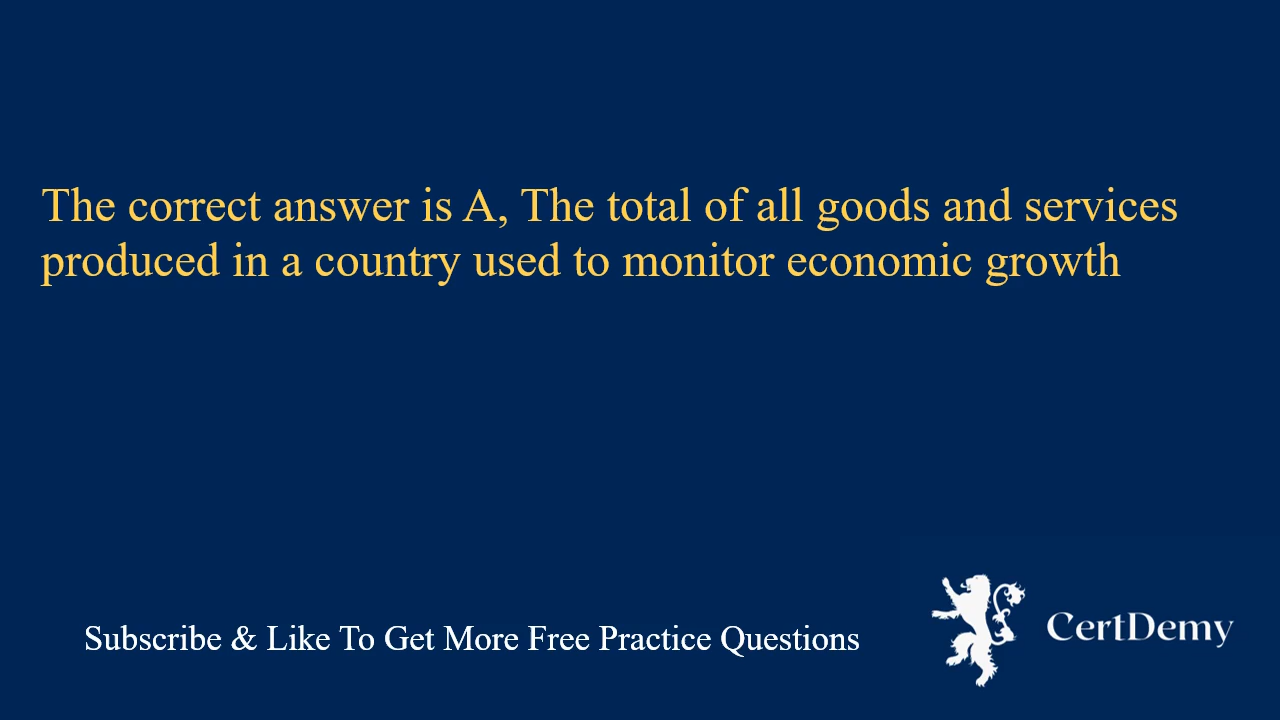 The correct answer is A, The total of all goods and services
produced in a country used to monitor economic growth
Subscribe & Like To Get More Free Practice Questions
CertDemy